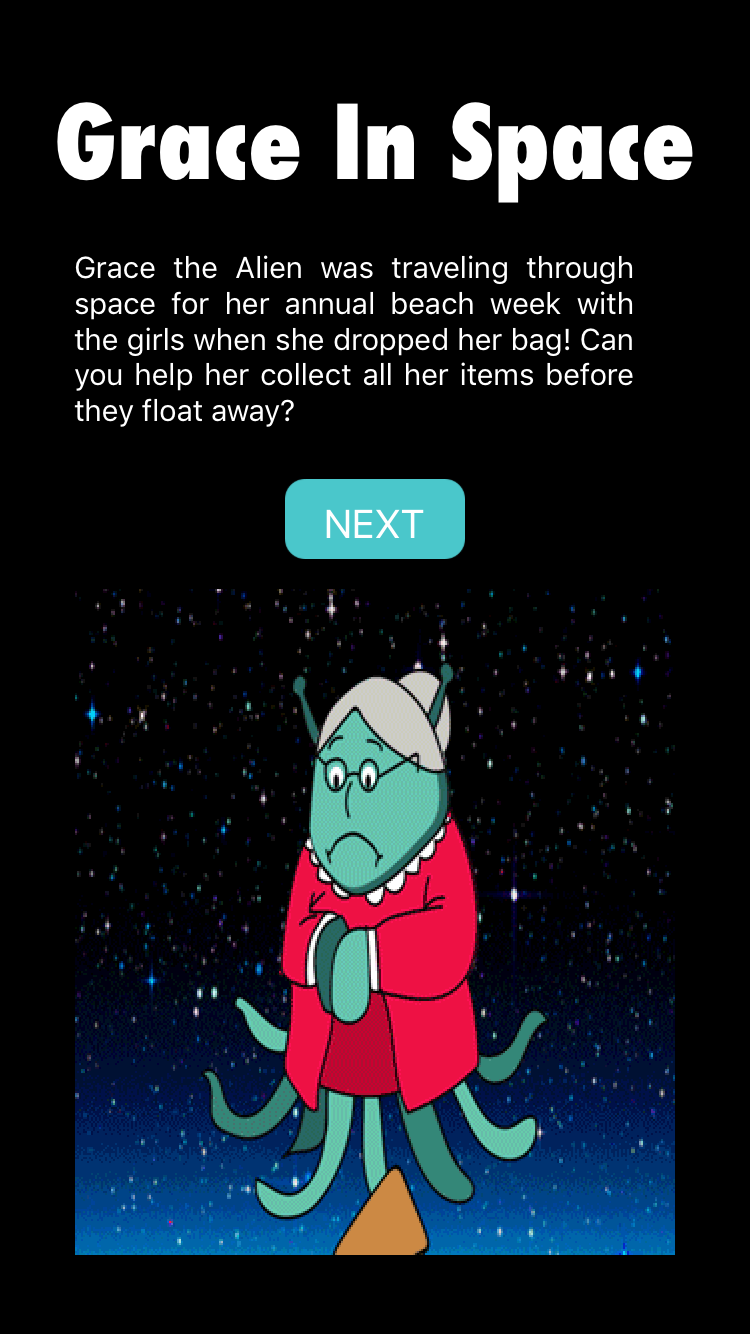 Grace In Space
Grace the Alien was traveling through
space for her annual beach week with
the girls when she dropped her bag! Can
you help her collect all her items before
they float away?
NEXT